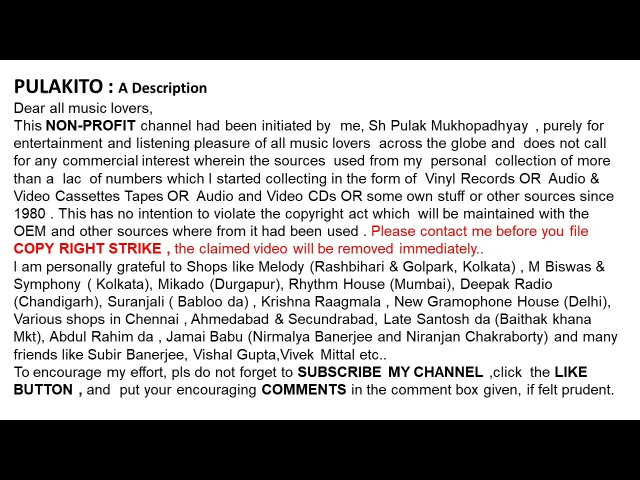 PULAKITO : A Description
Dear all music lovers,
This NON-PROFIT channel had been initiated by me, Sh Pulak Mukhopadhyay , purely for
entertainment and listening pleasure of all music lovers across the globe and does not call
for any commercial interest wherein the sources used from my personal collection of more
than a lac of numbers which I started collecting in the form of Vinyl Records OR Audio &
Video Cassettes Tapes OR Audio and Video CDs OR some own stuff or other sources since
1980 . This has no intention to violate the copyright act which will be maintained with the
OEM and other sources where from it had been used . Please contact me before you file
COPY RIGHT STRIKE , the claimed video will be removed immediately..
I am personally grateful to Shops like Melody (Rashbihari & Golpark, Kolkata) , M Biswas &
Symphony ( Kolkata), Mikado (Durgapur), Rhythm House (Mumbai), Deepak Radio
(Chandigarh), Suranjali ( Babloo da) , Krishna Raagmala , New Gramophone House (Delhi),
Various shops in Chennai , Ahmedabad & Secundrabad, Late Santosh da (Baithak khana
Mkt), Abdul Rahim da , Jamai Babu (Nirmalya Banerjee and Niranjan Chakraborty) and many
friends like Subir Banerjee, Vishal Gupta,Vivek Mittal etc..
To encourage my effort, pls do not forget to SUBSCRIBE MY CHANNEL ,click the LIKE
BUTTON , and put your encouraging COMMENTS in the comment box given, if felt prudent.